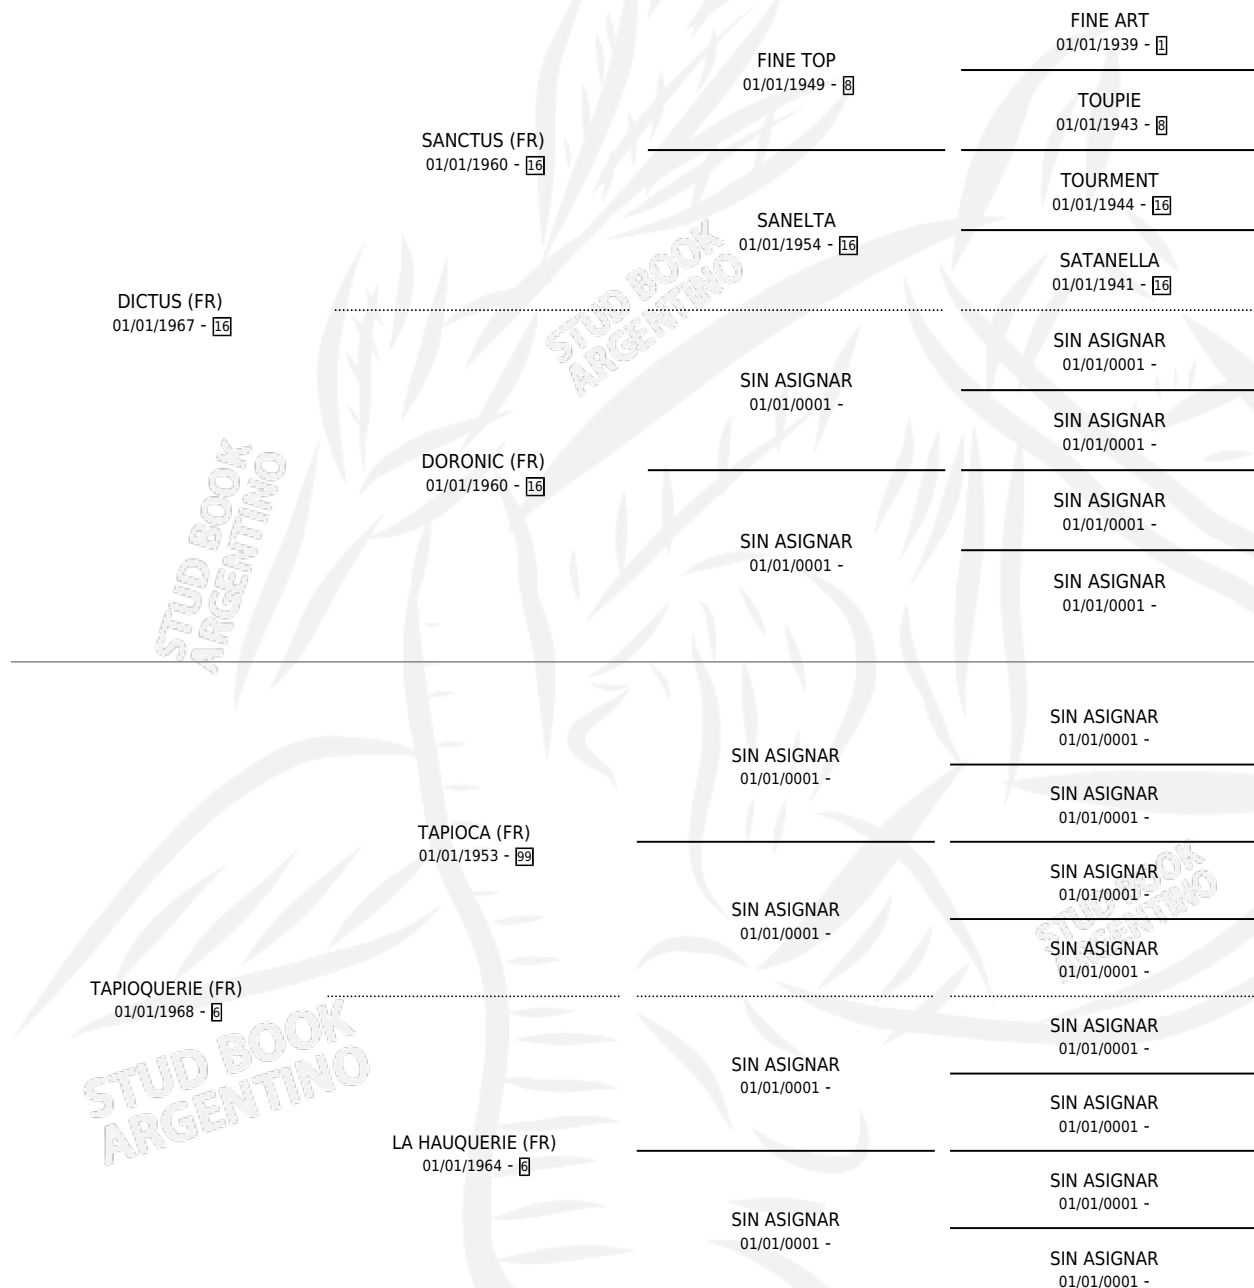 FINE ART
01/01/1939 - 1
FINE TOP
01/01/1949 - 8
TOUPIE
01/01/1943 - 8
SANCTUS (FR)
01/01/1960 - 16
TOURMENT
01/01/1944 - 16
SANELTA
01/01/1954 - 16
SATANELLA
01/01/1941 - 16
DICTUS (FR)
01/01/1967 - 16
SIN ASIGNAR
01/01/0001 -
SIN ASIGNAR
01/01/0001 -
SIN ASIGNAR
01/01/0001 -
DORONIC (FR)
01/01/1960 - 16
SIN ASIGNAR
01/01/0001 -
SIN ASIGNAR
01/01/0001 -
SIN ASIGNAR
01/01/0001 -
SIN ASIGNAR
01/01/0001 -
SIN ASIGNAR
01/01/0001 -
SIN ASIGNAR
01/01/0001 -
TAPIOCA (FR)
01/01/1953 - 99
SIN ASIGNAR
01/01/0001 -
SIN ASIGNAR
01/01/0001 -
SIN ASIGNAR
01/01/0001 -
TAPIOQUERIE (FR)
01/01/1968 - 6
SIN ASIGNAR
01/01/0001 -
SIN ASIGNAR
01/01/0001 -
SIN ASIGNAR
01/01/0001 -
LA HAUQUERIE (FR)
01/01/1964 - 6
SIN ASIGNAR
01/01/0001 -
SIN ASIGNAR
01/01/0001 -
SIN ASIGNAR
01/01/0001 -
STUD BOOK
ARGENTINO
STUD BOOK
ARGENTINO
STUD BOOK
ARGENTINO
STUD BOOK
ARGENTINO